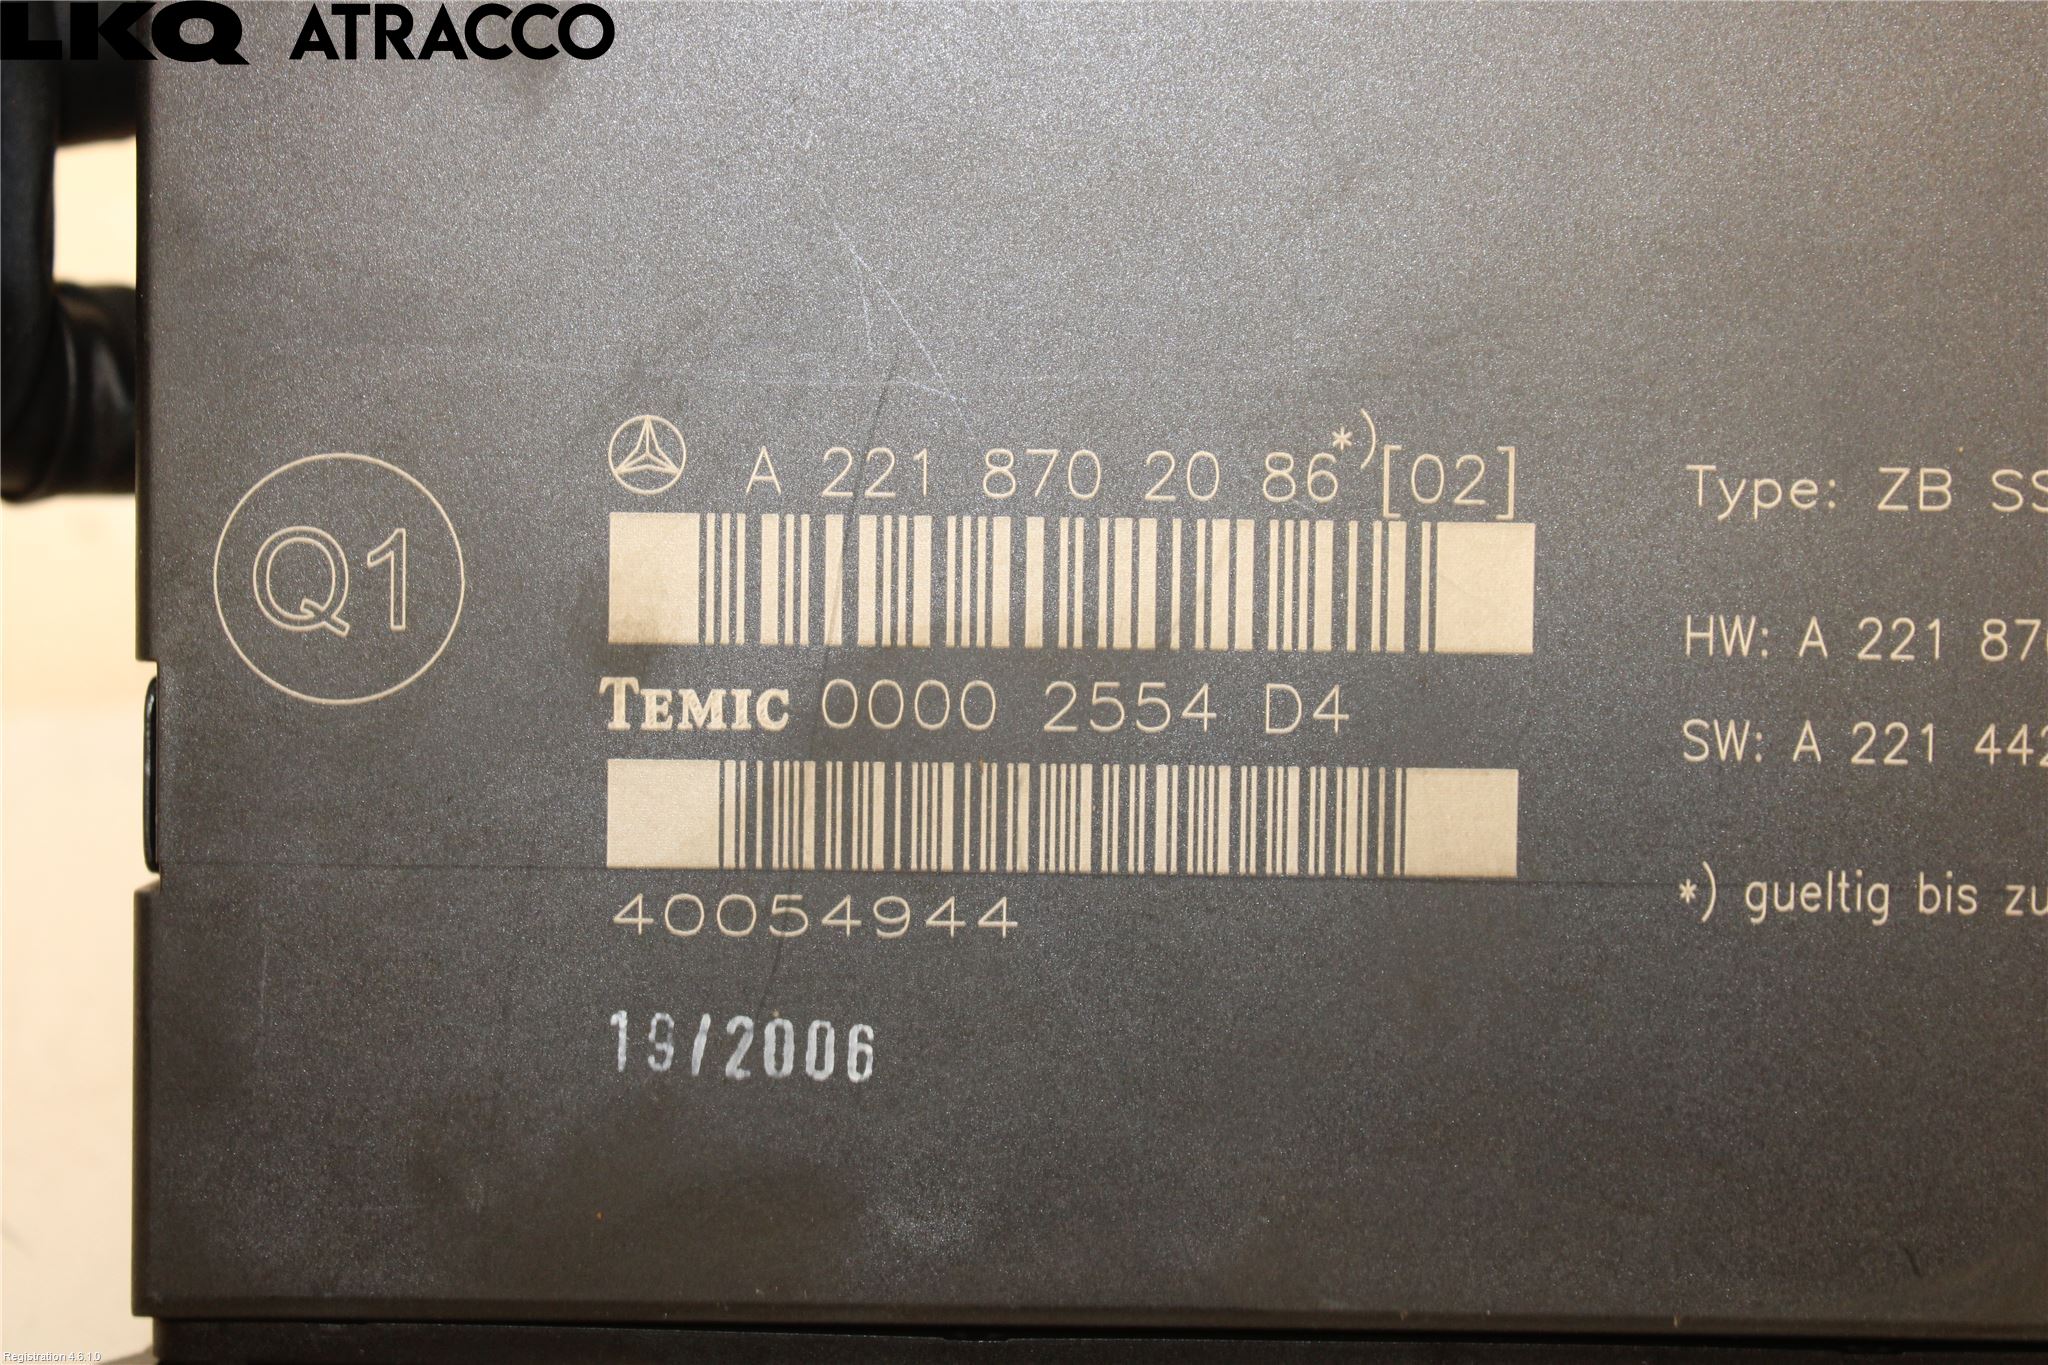 LKQ ATRACCO
Q1
A 221 870 20 86*)[02]
TEMIC 0000 2554 D4
40054944
19/2006
Type: ZB SS
HW: A 221 87
SW: A 221 442
*) gueltig bis zu
Registration 4.6.1.0